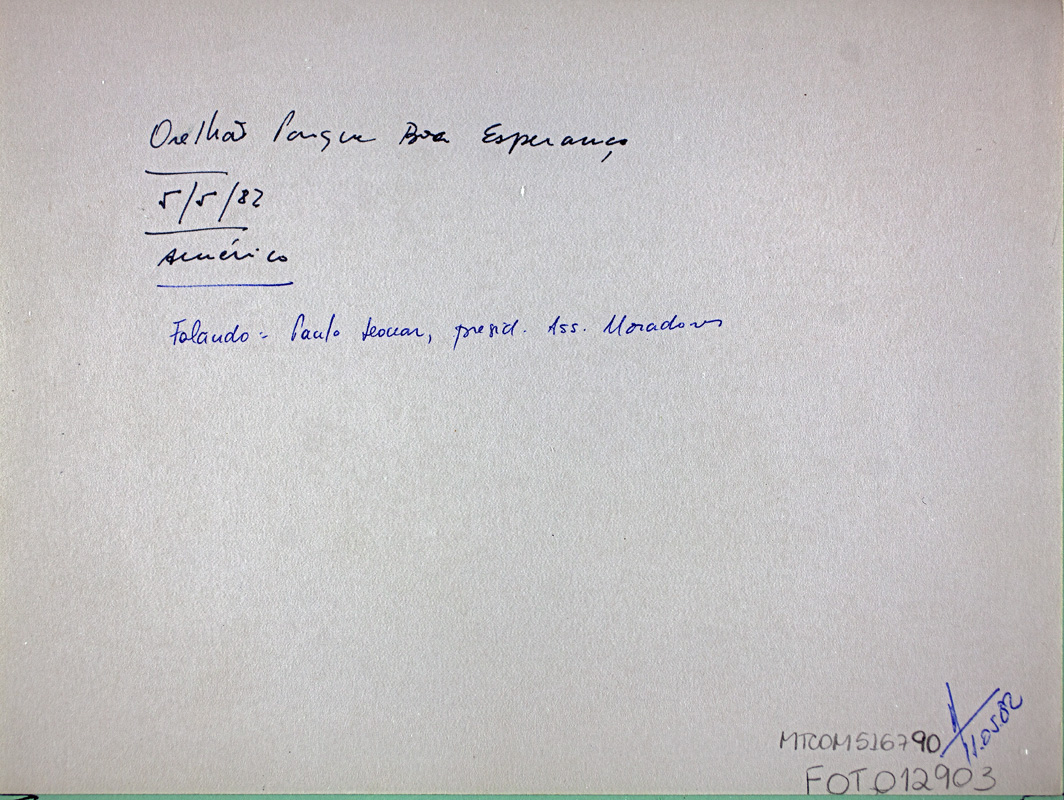 Orelhão Parque Boa Esperança
5/5/82
Américo
Falando = Paulo, presid. Ass. Moradores
11.05.82
MTCOM516790
FOT012903